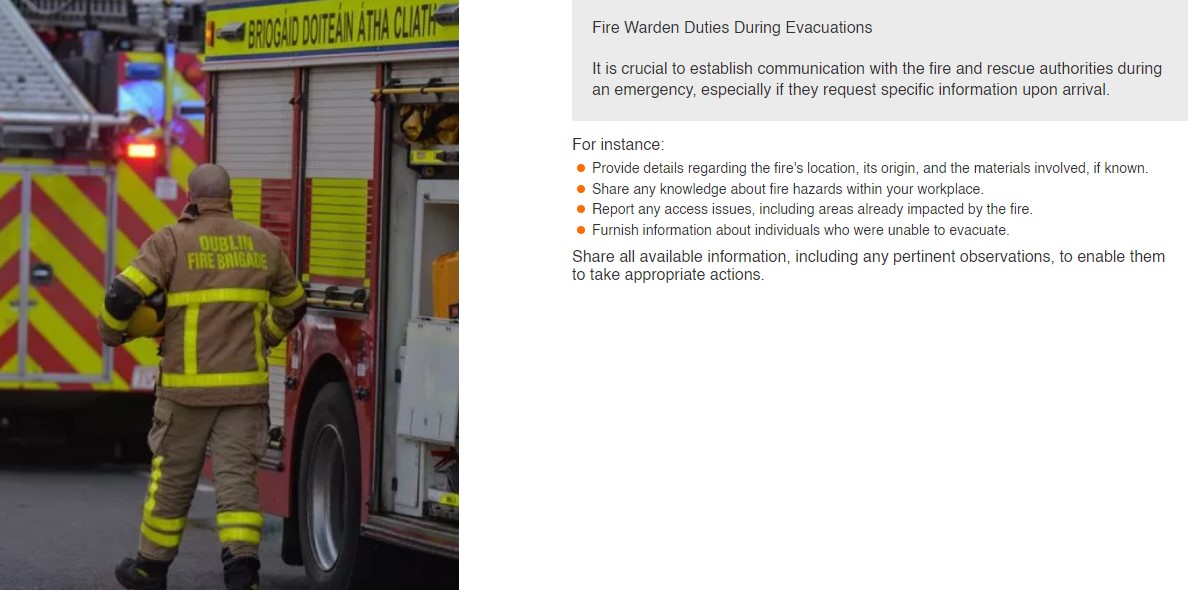 BRIOGÁID DOITEÁIN ÁTHA CLIATH
DUBLIN
FIRE BRIGADE
Fire Warden Duties During Evacuations
It is crucial to establish communication with the fire and rescue authorities during
an emergency, especially if they request specific information upon arrival.
For instance:
Provide details regarding the fire's location, its origin, and the materials involved, if known.
Share any knowledge about fire hazards within your workplace.
Report any access issues, including areas already impacted by the fire.
Furnish information about individuals who were unable to evacuate.
Share all available information, including any pertinent observations, to enable them
to take appropriate actions.